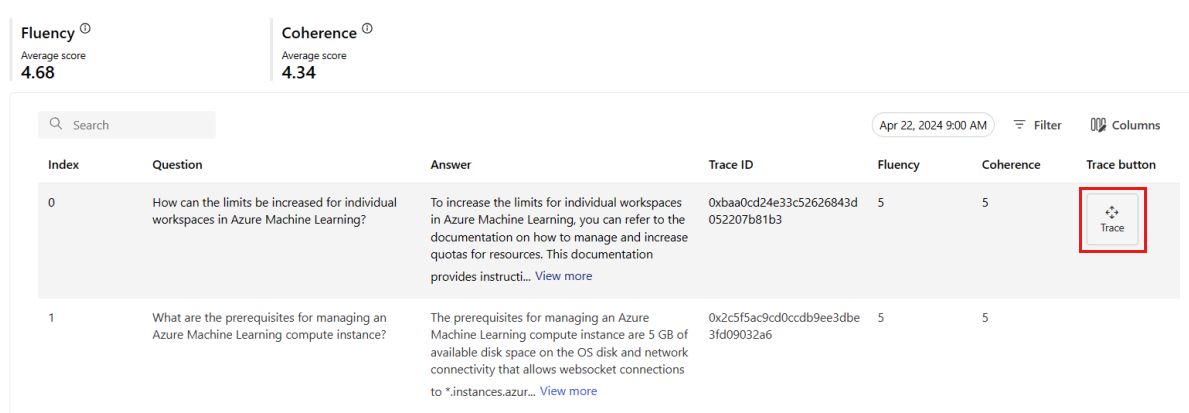 Fluency
Average score
4.68
Coherence
Average score
4.34
Search
Apr 22, 2024 9:00 AM
Filter
Columns
Index Question Answer Trace ID Fluency Coherence Trace button
0
How can the limits be increased for individual
workspaces in Azure Machine Learning?
To increase the limits for individual workspaces
in Azure Machine Learning, you can refer to the
documentation on how to manage and increase
quotas for resources. This documentation
provides instructi... View more
0xbaa0cd24e33c52626843d
052207b81b3
5
5
Trace
1
What are the prerequisites for managing an
Azure Machine Learning compute instance?
The prerequisites for managing an Azure
Machine Learning compute instance are 5 GB of
available disk space on the OS disk and network
connectivity that allows websocket connections
to *.instances.azur... View more
0x2c5f5ac9cd0ccdb9ee3dbe
3fd09032a6
5
5